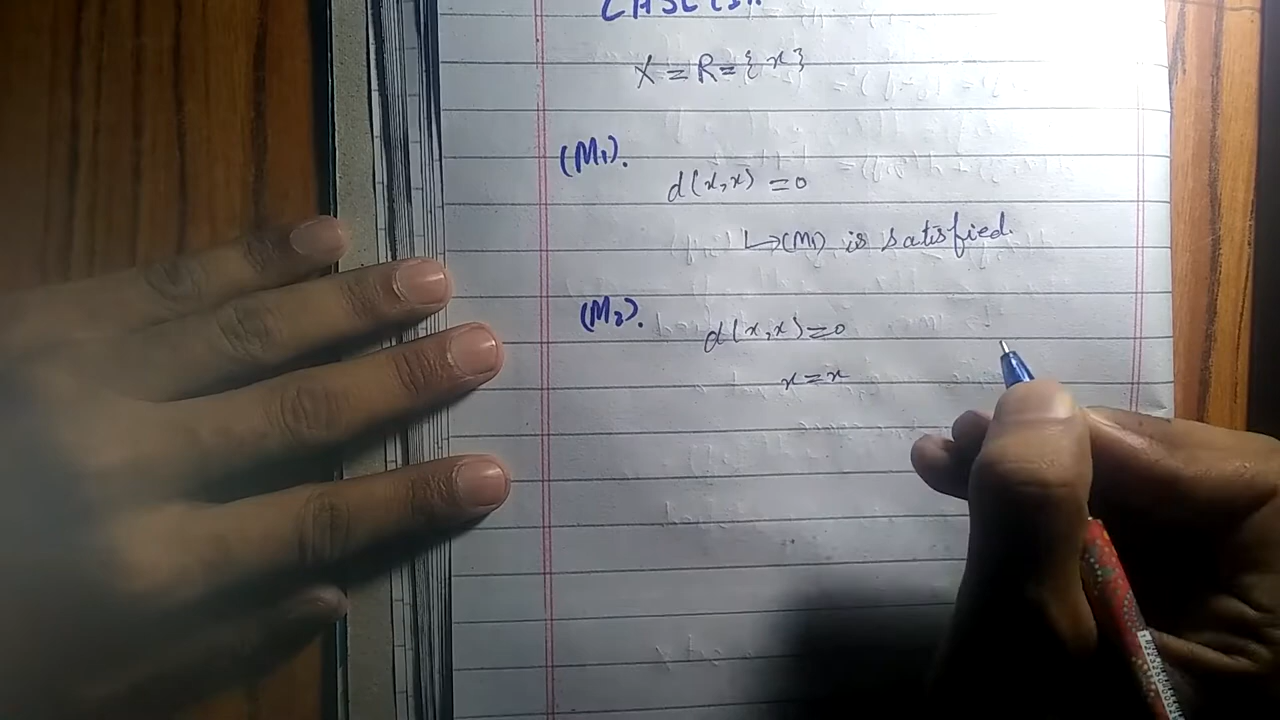 X = R = {x}
(M1).
d(x,x) = 0
↳(M1) is satisfied.
(M2).
d(x,x) = 0
x = x